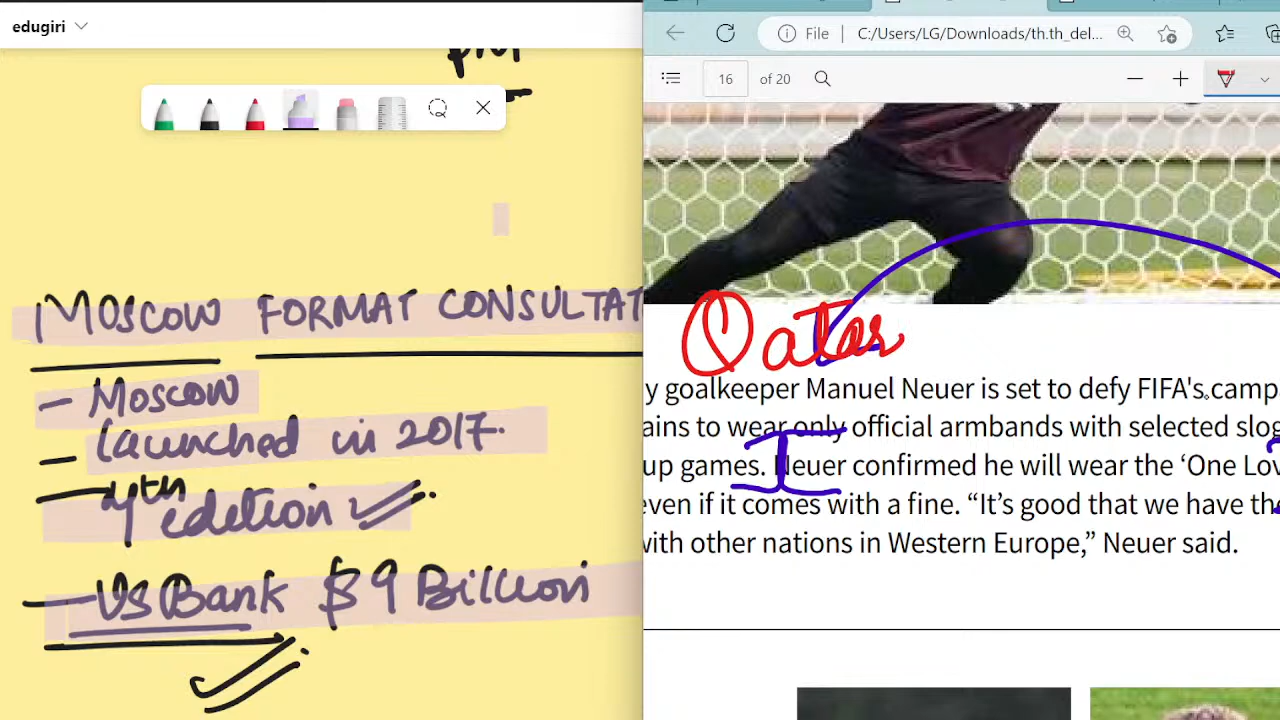 edugiri
MOSCOW FORMAT CONSULTAT
- MOSCOW
- launched in 2017.
- 4th edition
- US Bank $9 Billion
File C:/Users/LG/Downloads/th.th_del...
16 of 20
Qatar
y goalkeeper Manuel Neuer is set to defy FIFA's camp
ains to wear only official armbands with selected slog
up games. Neuer confirmed he will wear the ‘One Lov
even if it comes with a fine. “It’s good that we have the
with other nations in Western Europe,” Neuer said.